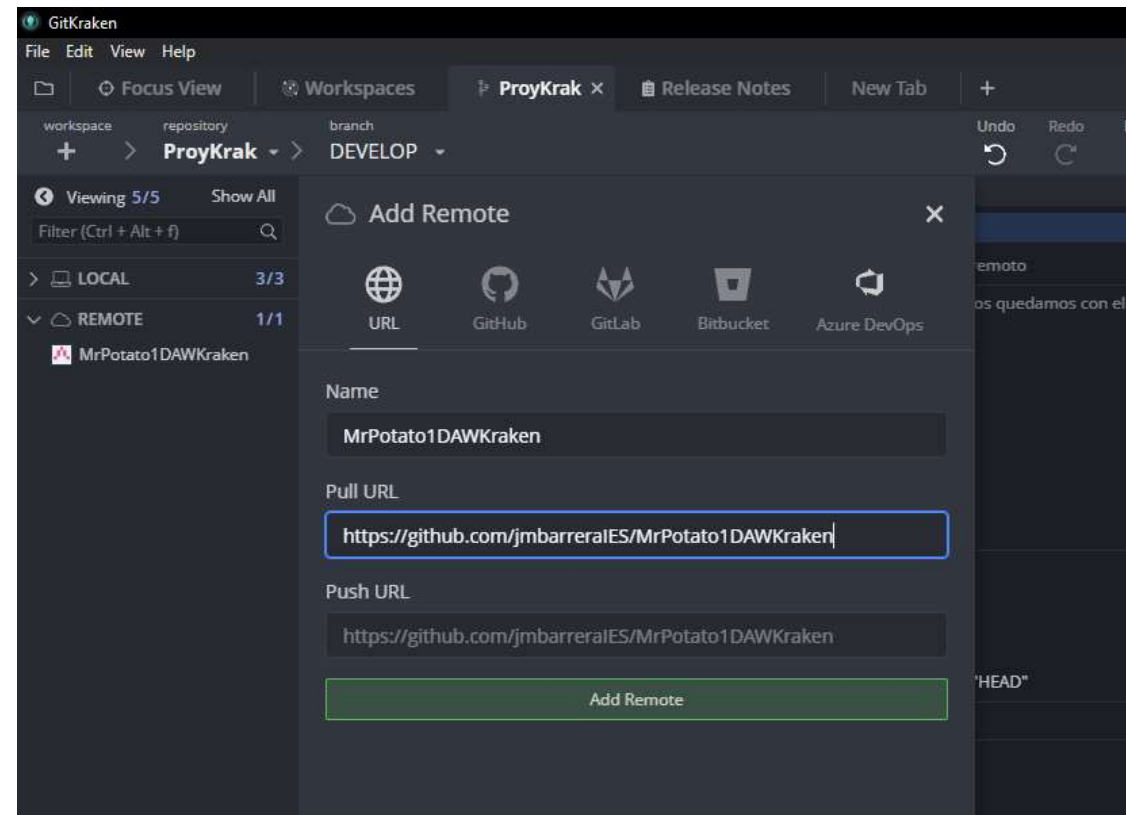 GitKraken
File Edit View Help
Focus View Workspaces ProyKrak × Release Notes New Tab +
workspace repository branch Undo Redo
+ > ProyKrak > DEVELOP
Viewing 5/5 Show All
Add Remote
Filter (Ctrl + Alt + f)
LOCAL 3/3
emoto
os quedamos con el
URL GitHub GitLab Bitbucket Azure DevOps
REMOTE 1/1
MrPotato1DAWKraken
Name
MrPotato1DAWKraken
Pull URL
https://github.com/jmbarreraIES/MrPotato1DAWKraken
Push URL
https://github.com/jmbarreraIES/MrPotato1DAWKraken
"HEAD"
Add Remote